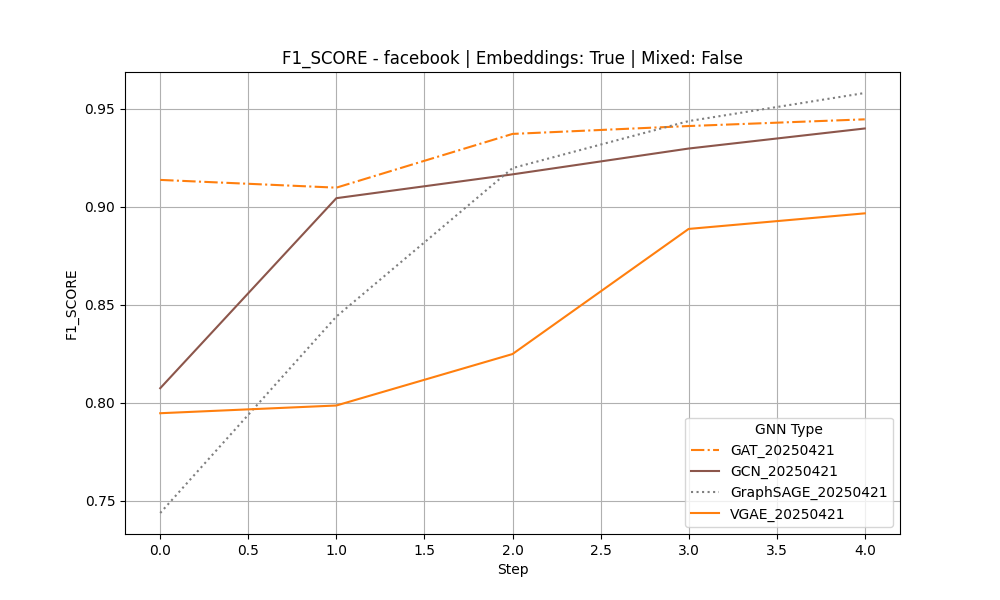 F1_SCORE - facebook | Embeddings: True | Mixed: False
F1_SCORE
0.95
0.90
0.85
0.80
0.75
GNN Type
GAT_20250421
GCN_20250421
GraphSAGE_20250421
VGAE_20250421
0.0 0.5 1.0 1.5 2.0 2.5 3.0 3.5 4.0
Step